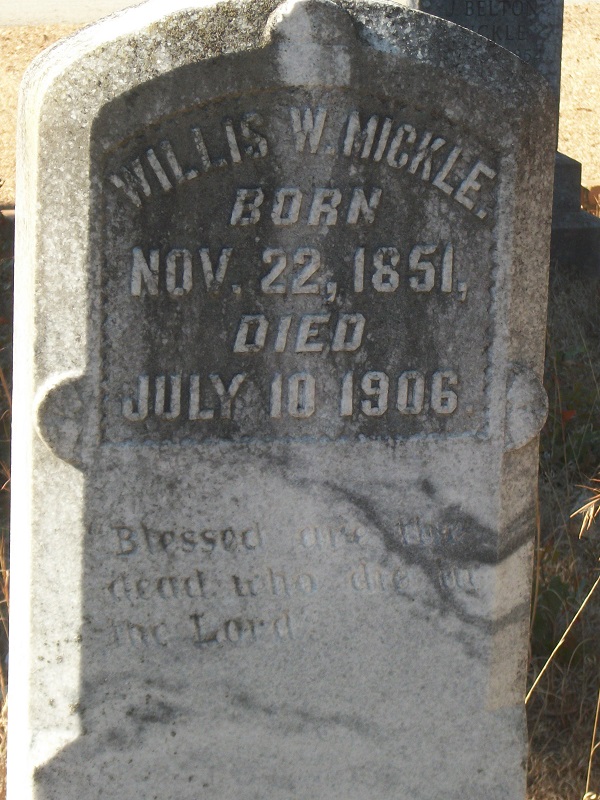 BELTON
WILLIS W. MICKLE.
BORN
NOV. 22, 1851,
DIED
JULY 10 1906.
Blessed are the
dead who die in
the Lord